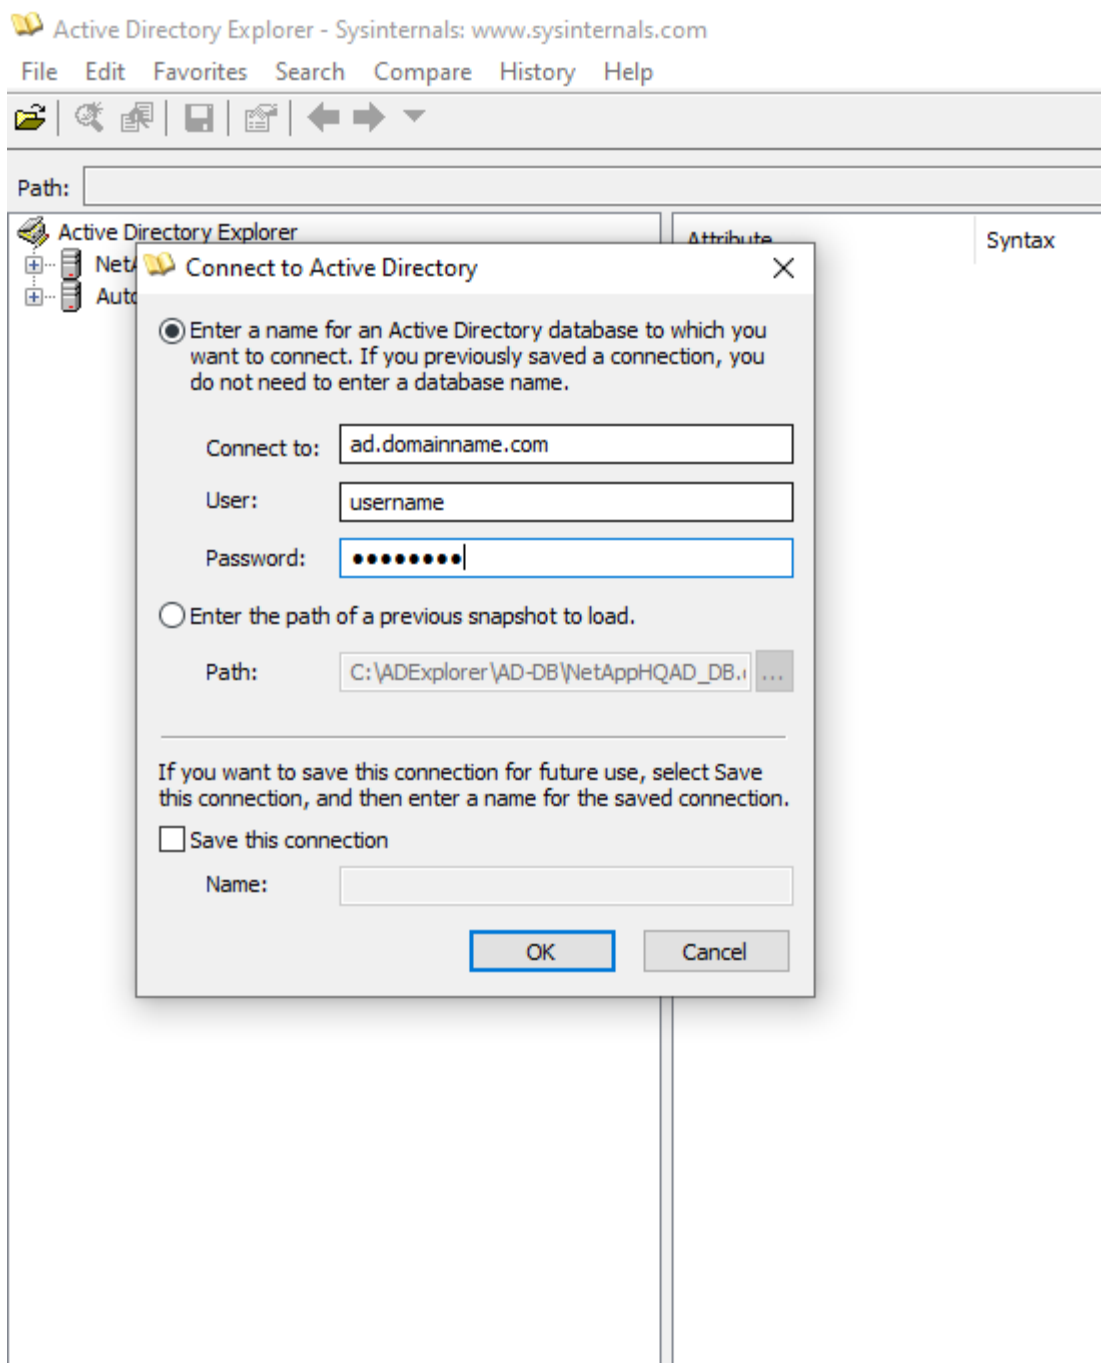 Active Directory Explorer - Sysinternals: www.sysinternals.com
File Edit Favorites Search Compare History Help
Path:
Active Directory Explorer
Attribute Syntax
Connect to Active Directory
Enter a name for an Active Directory database to which you
want to connect. If you previously saved a connection, you
do not need to enter a database name.
Connect to: ad.domainname.com
User: username
Password: ••••••••
Enter the path of a previous snapshot to load.
Path: C:\ADExplorer\AD-DB\NetAppHQAD_DB. ...
If you want to save this connection for future use, select Save
this connection, and then enter a name for the saved connection.
Save this connection
Name:
OK Cancel